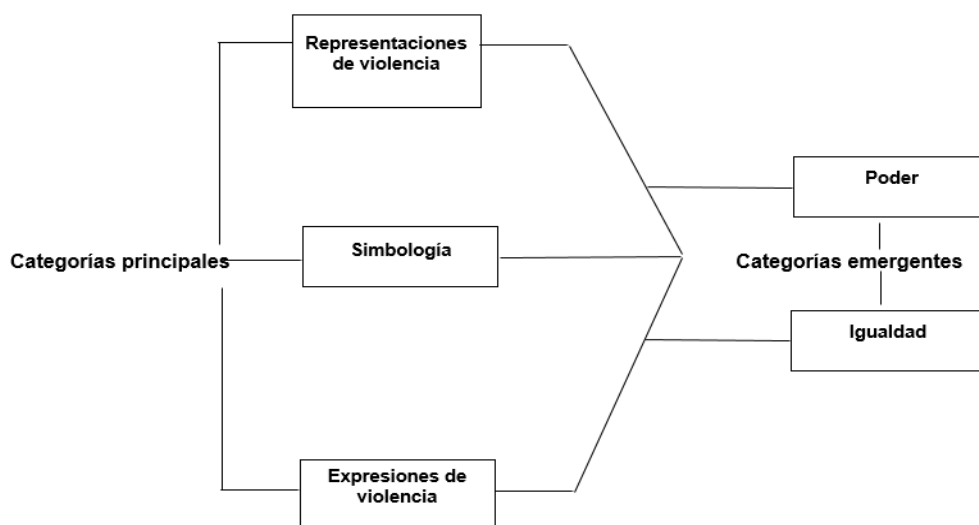 Representaciones
de violencia
Poder
Simbología
Categorías principales
Categorías emergentes
Igualdad
Expresiones de
violencia